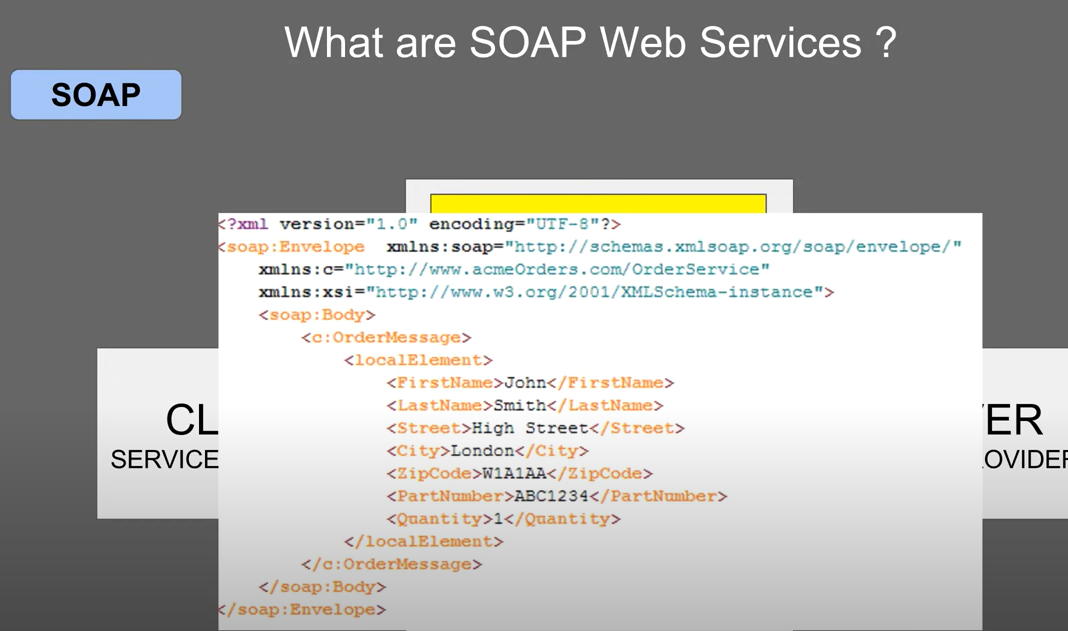 What are SOAP Web Services ?
SOAP
<?xml version="1.0" encoding="UTF-8"?>
<soap:Envelope xmlns:soap="http://schemas.xmlsoap.org/soap/envelope/"
xmlns:c="http://www.acmeOrders.com/OrderService"
xmlns:xsi="http://www.w3.org/2001/XMLSchema-instance">
<soap:Body>
<c:OrderMessage>
<localElement>
<FirstName>John</FirstName>
<LastName>Smith</LastName>
<Street>High Street</Street>
<City>London</City>
<ZipCode>W1A1AA</ZipCode>
<PartNumber>ABC1234</PartNumber>
<Quantity>1</Quantity>
</localElement>
</c:OrderMessage>
</soap:Body>
</soap:Envelope>
CL
SERVICE
VER
OVIDER